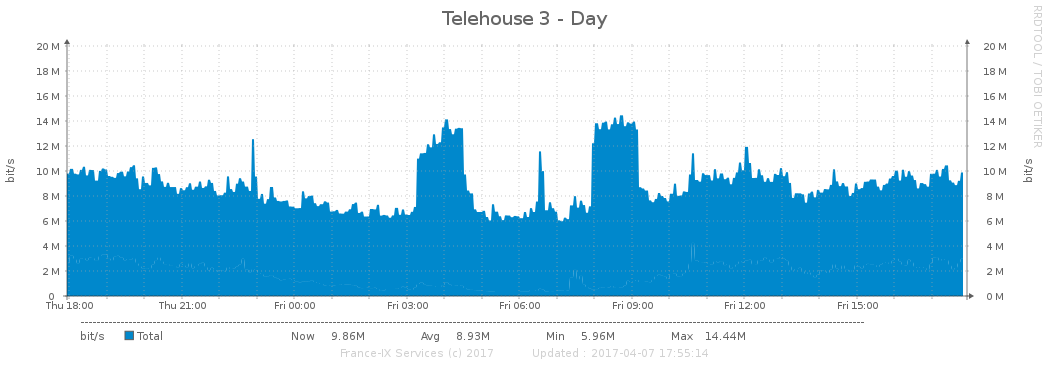 Telehouse 3 - Day
RRDTOOL / TOBI OETIKER
bit/s
20 M 20 M
18 M 18 M
16 M 16 M
14 M 14 M
12 M 12 M
10 M 10 M
8 M 8 M
6 M 6 M
4 M 4 M
2 M 2 M
0 0 M
bit/s
Thu 18:00 Thu 21:00 Fri 00:00 Fri 03:00 Fri 06:00 Fri 09:00 Fri 12:00 Fri 15:00
bit/s Total Now 9.86M Avg 8.93M Min 5.96M Max 14.44M
France-IX Services (c) 2017 Updated : 2017-04-07 17:55:14